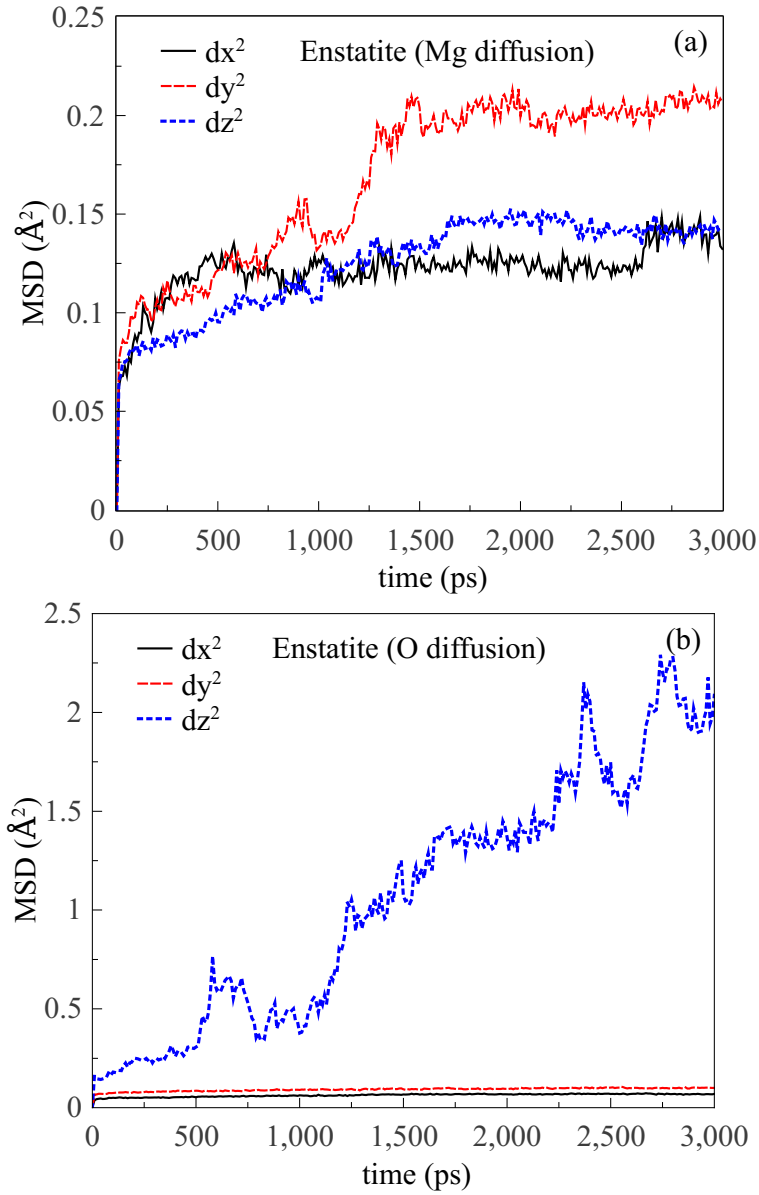 0.25
(a)
dx²
Enstatite (Mg diffusion)
dy²
0.2
dz²
0.15
MSD (Å²)
0.1
0.05
0
0 500 1,000 1,500 2,000 2,500 3,000
time (ps)
2.5
(b)
dx²
Enstatite (O diffusion)
dy²
dz²
2
1.5
MSD (Å²)
1
0.5
0
0 500 1,000 1,500 2,000 2,500 3,000
time (ps)